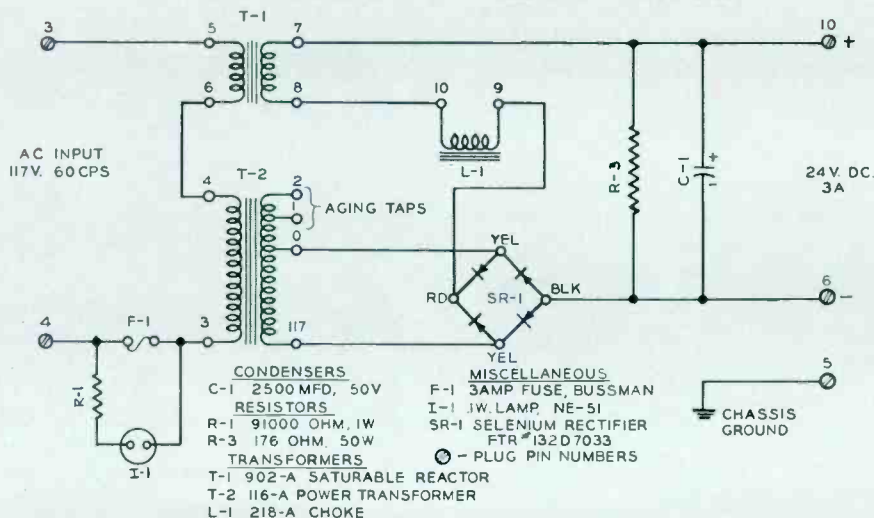 3
5
T-1
7
10
+
6
8
10
9
L-1
AC INPUT
117V. 60CPS
4
T-2
2
1
0
AGING TAPS
R-3
C-1
+
-
24V. DC.
3A
YEL
RD
SR-1
BLK
6
-
4
F-1
3
117
YEL
5
R-1
I-1
CHASSIS
GROUND
CONDENSERS
C-1 2500 MFD, 50V
RESISTORS
R-1 91000 OHM, 1W
R-3 176 OHM, 50W
TRANSFORMERS
T-1 902-A SATURABLE REACTOR
T-2 116-A POWER TRANSFORMER
L-1 218-A CHOKE
MISCELLANEOUS
F-1 3AMP FUSE, BUSSMAN
I-1 .1W. LAMP, NE-51
SR-1 SELENIUM RECTIFIER
FTR #132D7033
- PLUG PIN NUMBERS